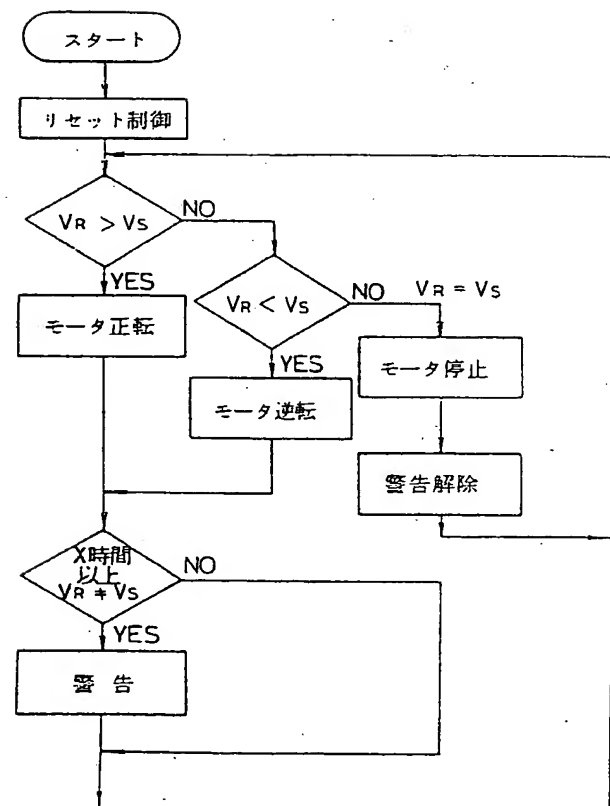 スタート
リセット制御
VR > VS
NO
YES
モータ正転
VR < VS
NO
VR = VS
YES
モータ逆転
モータ停止
警告解除
X時間
以上
VR ≠ VS
NO
YES
警告